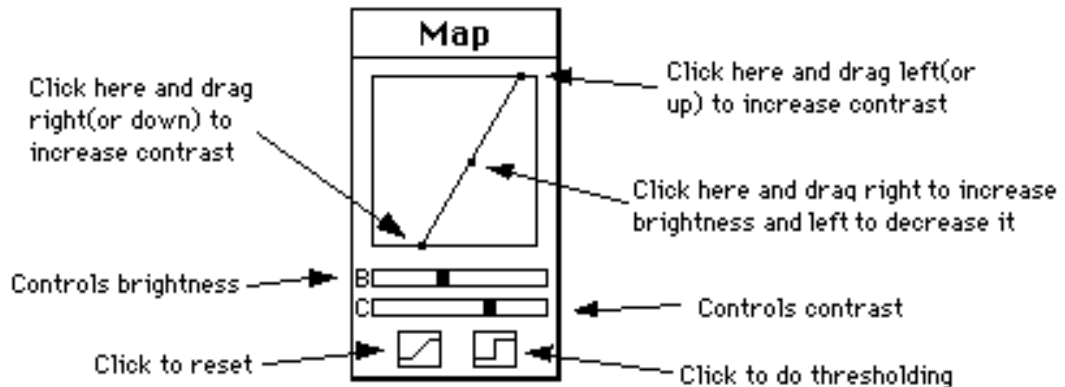 Map
Click here and drag
right(or down) to
increase contrast
Click here and drag left(or
up) to increase contrast
Click here and draq right to increase
brightness and left to decrease it
Controls brightness
B
C
Controls contrast
Click to reset
Click to do thresholding